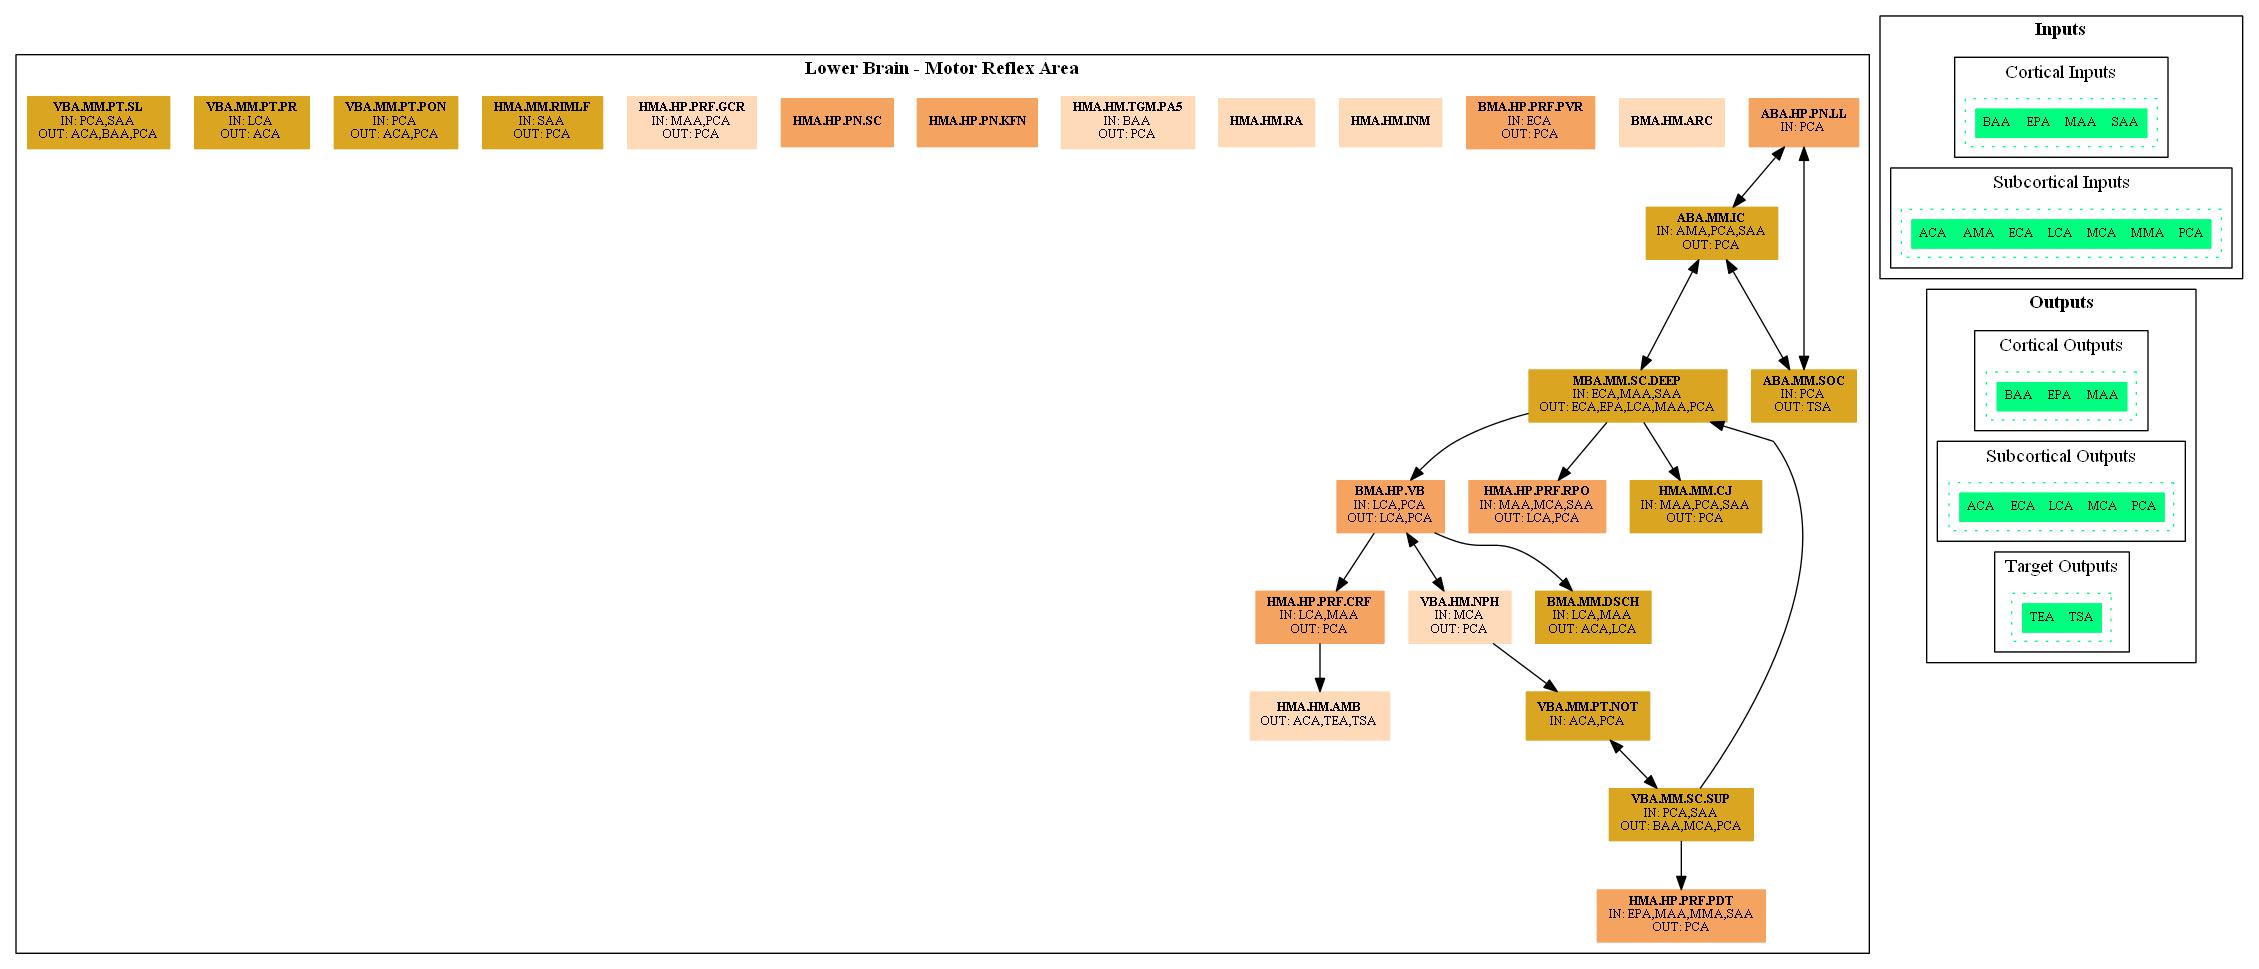 Lower Brain - Motor Reflex Area
VBA.MM.PT.SL
IN: PCA,SAA
OUT: ACA,BAA,PCA
VBA.MM.PT.PR
IN: LCA
OUT: ACA
VBA.MM.PT.PON
IN: PCA
OUT: ACA,PCA
HMA.MM.RIMLF
IN: SAA
OUT: PCA
HMA.HP.PRF.GCR
IN: MAA,PCA
OUT: PCA
HMA.HP.PN.SC
HMA.HP.PN.KFN
HMA.HM.TGM.PA5
IN: BAA
OUT: PCA
HMA.HM.RA
HMA.HM.INM
BMA.HP.PRF.PVR
IN: ECA
OUT: PCA
BMA.HM.ARC
ABA.HP.PN.LL
IN: PCA
ABA.MM.IC
IN: AMA,PCA,SAA
OUT: PCA
MBA.MM.SC.DEEP
IN: ECA,MAA,SAA
OUT: ECA,EPA,LCA,MAA,PCA
ABA.MM.SOC
IN: PCA
OUT: TSA
BMA.HP.VB
IN: LCA,PCA
OUT: LCA,PCA
HMA.HP.PRF.RPO
IN: MAA,MCA,SAA
OUT: LCA,PCA
HMA.MM.CJ
IN: MAA,PCA,SAA
OUT: PCA
HMA.HP.PRF.CRF
IN: LCA,MAA
OUT: PCA
VBA.HM.NPH
IN: MCA
OUT: PCA
BMA.MM.DSCH
IN: LCA,MAA
OUT: ACA,LCA
HMA.HM.AMB
OUT: ACA,TEA,TSA
VBA.MM.PT.NOT
IN: ACA,PCA
VBA.MM.SC.SUP
IN: PCA,SAA
OUT: BAA,MCA,PCA
HMA.HP.PRF.PDT
IN: EPA,MAA,MMA,SAA
OUT: PCA
Inputs
Cortical Inputs
BAA EPA MAA SAA
Subcortical Inputs
ACA AMA ECA LCA MCA MMA PCA
Outputs
Cortical Outputs
BAA EPA MAA
Subcortical Outputs
ACA ECA LCA MCA PCA
Target Outputs
TEA TSA